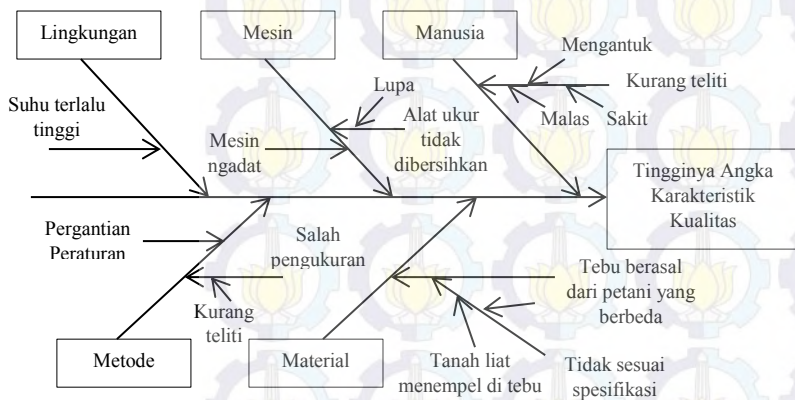 Lingkungan
Mesin
Manusia
Mengantuk
Kurang teliti
Malas
Sakit
Lupa
Alat ukur
tidak
dibersihkan
Suhu terlalu
tinggi
Mesin
ngadat
Tingginya Angka
Karakteristik
Kualitas
Pergantian
Peraturan
Salah
pengukuran
Kurang
teliti
Tebu berasal
dari petani yang
berbeda
Tanah liat
menempel di tebu
Tidak sesuai
spesifikasi
Metode
Material